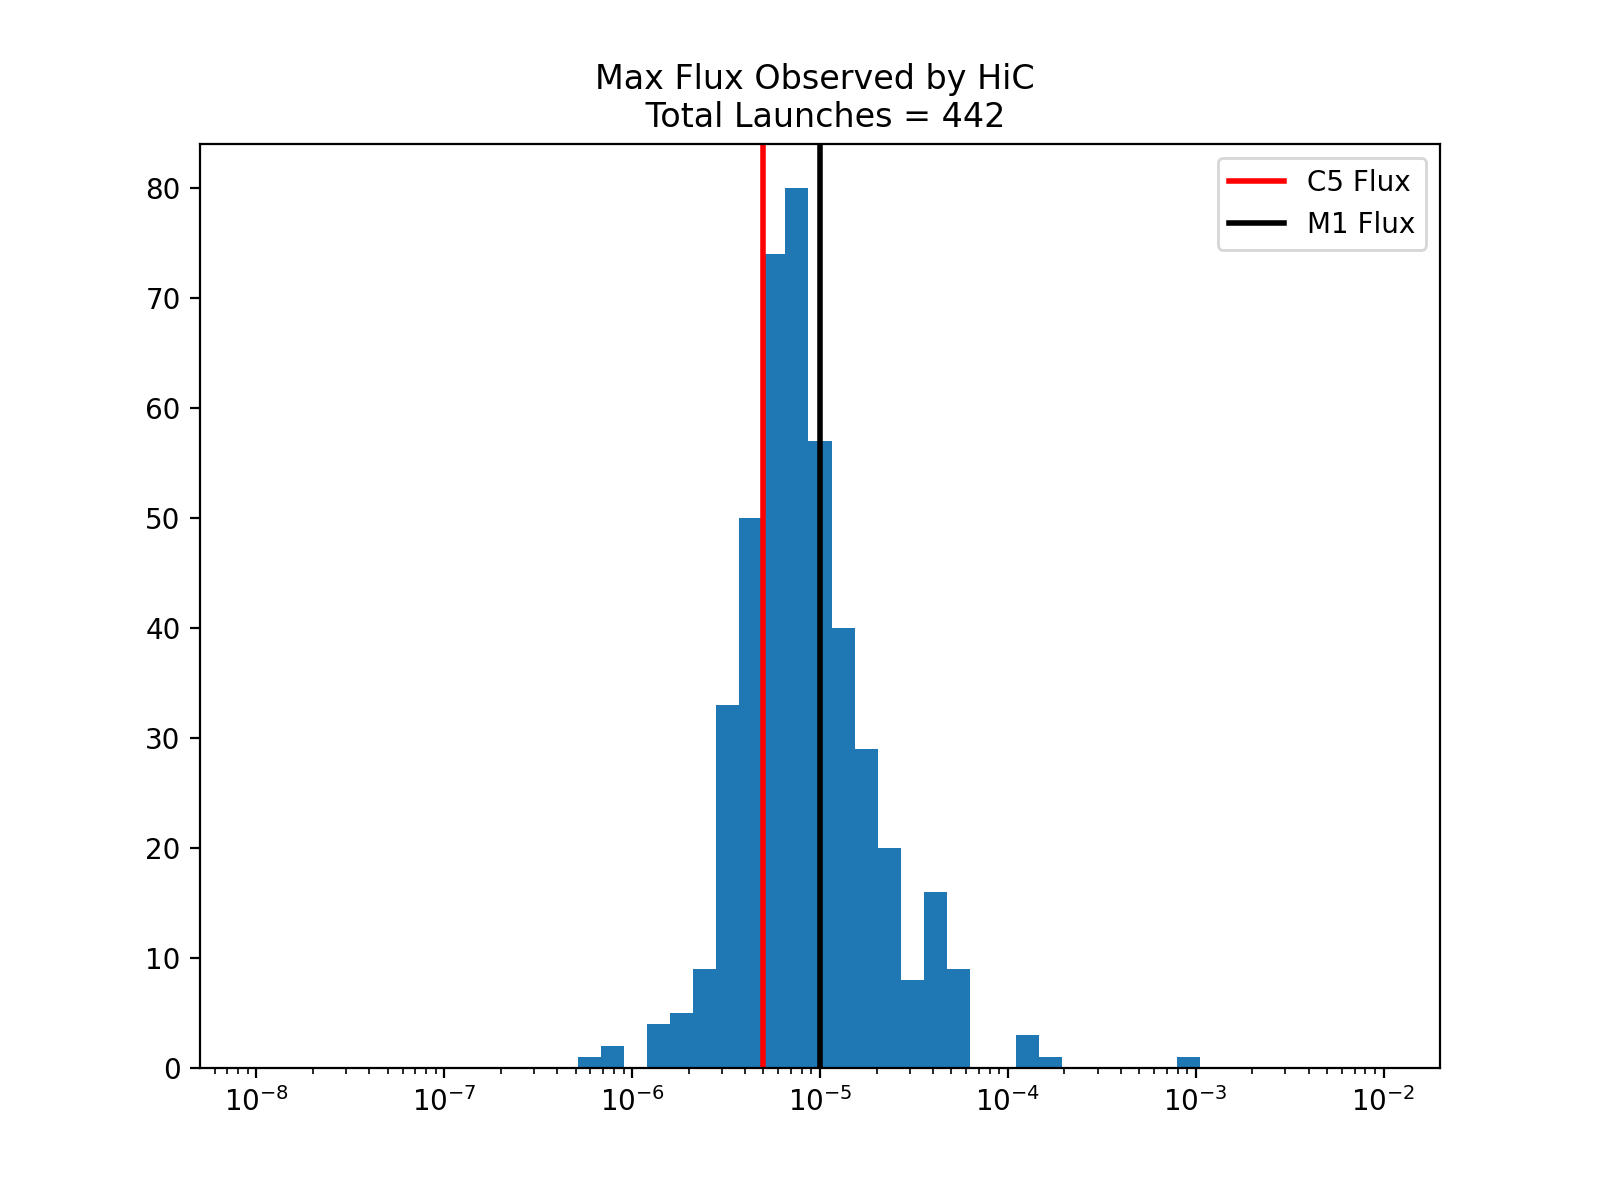 Max Flux Observed by HiC
Total Launches = 442
C5 Flux
M1 Flux
80
70
60
50
40
30
20
10
0
10⁻⁸ 10⁻⁷ 10⁻⁶ 10⁻⁵ 10⁻⁴ 10⁻³ 10⁻²